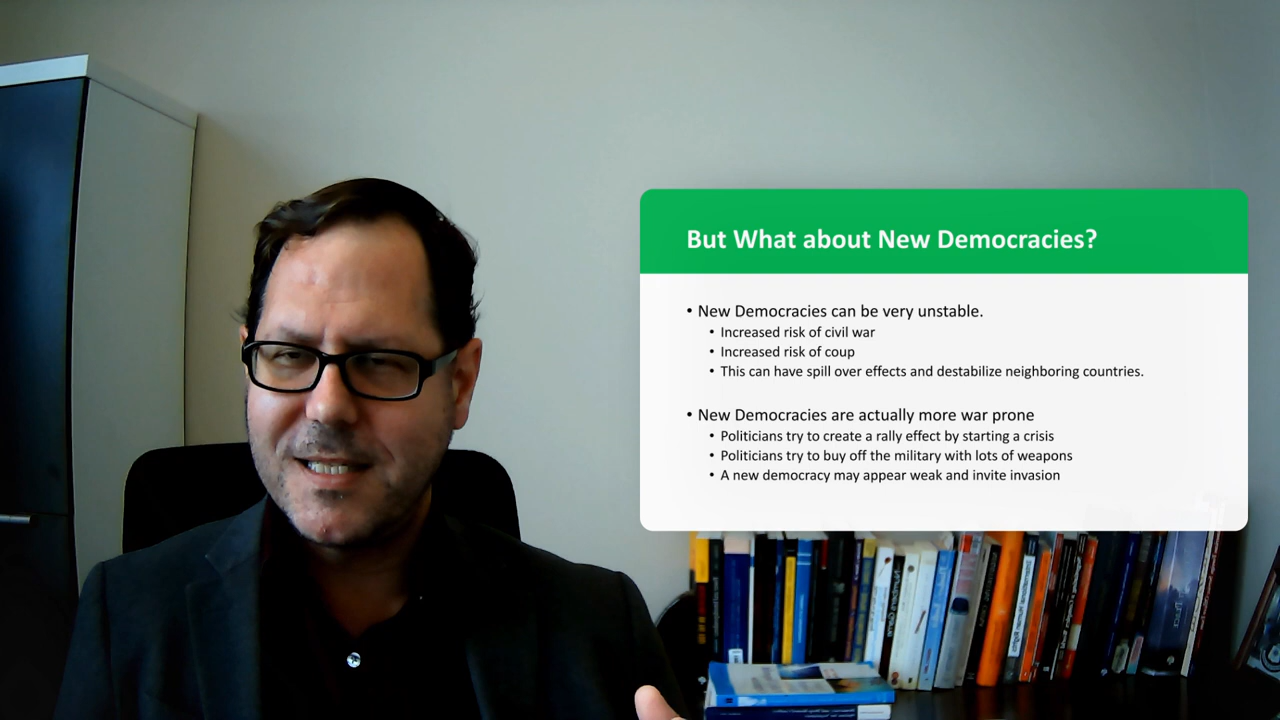 But What about New Democracies?
• New Democracies can be very unstable.
• Increased risk of civil war
• Increased risk of coup
• This can have spill over effects and destabilize neighboring countries.
• New Democracies are actually more war prone
• Politicians try to create a rally effect by starting a crisis
• Politicians try to buy off the military with lots of weapons
• A new democracy may appear weak and invite invasion